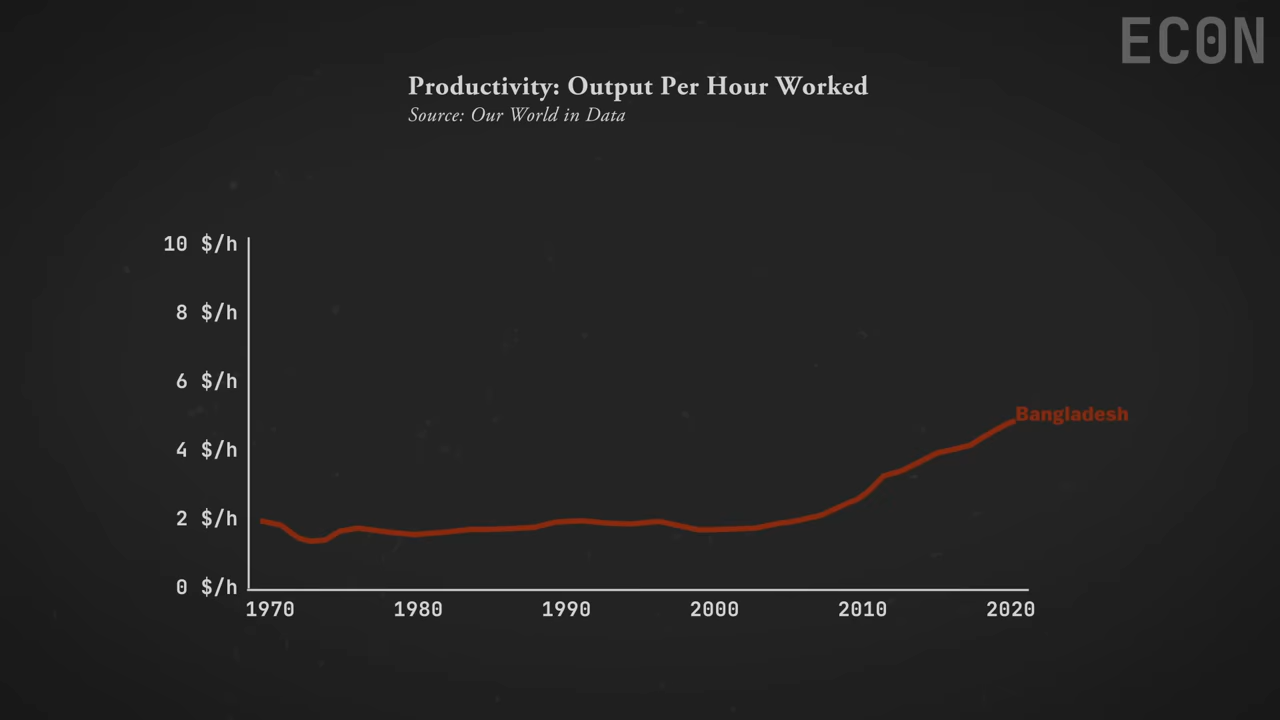 ECON
Productivity: Output Per Hour Worked
Source: Our World in Data
10 $/h
8 $/h
6 $/h
4 $/h
2 $/h
0 $/h
Bangladesh
1970 1980 1990 2000 2010 2020